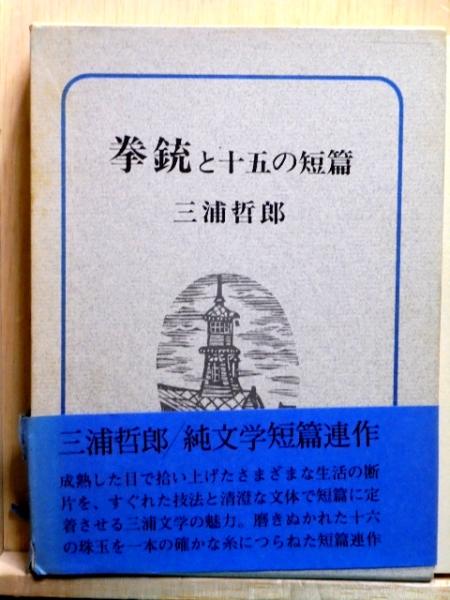 拳銃と十五の短篇
三浦哲郎
三浦哲郎/純文学短篇連作
成熟した目で拾い上げたさまざまな生活の断
片を、すぐれた技法と清澄な文体で短篇に定
着させる三浦文学の魅力。磨きぬかれた十六
の珠玉を一本の確かな糸につらねた短篇連作